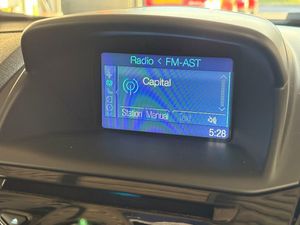 Radio < FM-AST
Capital
Station Manual
5:28